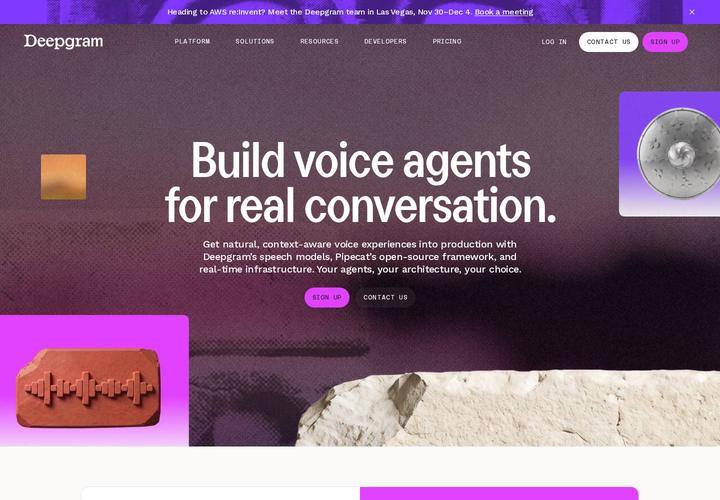 Heading to AWS re:Invent? Meet the Deepgram team in Las Vegas, Nov 30–Dec 4. Book a meeting
Deepgram
PLATFORM
SOLUTIONS
RESOURCES
DEVELOPERS
PRICING
LOG IN
CONTACT US
SIGN UP
Build voice agents
for real conversation.
Get natural, context-aware voice experiences into production with
Deepgram's speech models, Pipecat's open-source framework, and
real-time infrastructure. Your agents, your architecture, your choice.
SIGN UP
CONTACT US